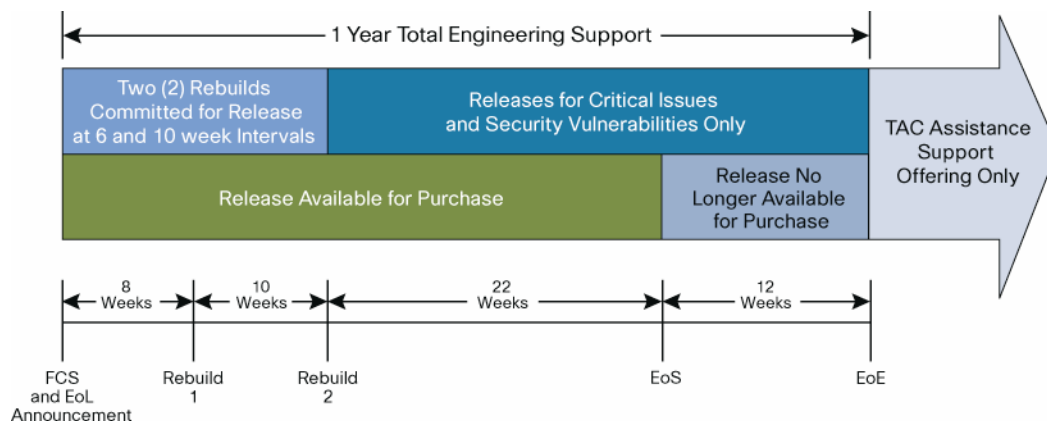 1 Year Total Engineering Support
Two (2) Rebuilds
Committed for Release
at 6 and 10 week Intervals
Releases for Critical Issues
and Security Vulnerabilities Only
TAC Assistance
Support
Offering Only
Release Available for Purchase
Release No
Longer Available
for Purchase
8
Weeks
10
Weeks
22
Weeks
12
Weeks
FCS
and EoL
Announcement
Rebuild
1
Rebuild
2
EoS
EoE